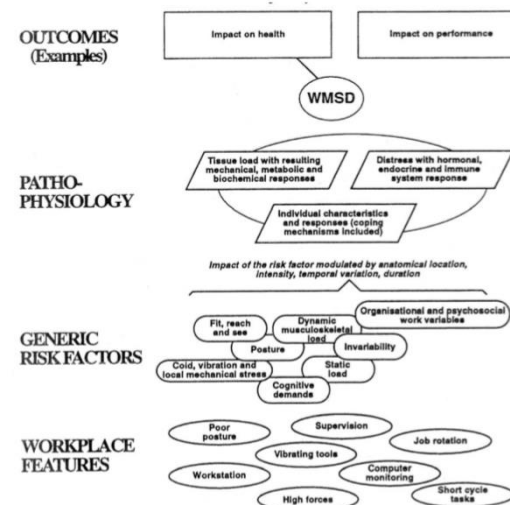 OUTCOMES
(Examples)
Impact on health
Impact on performance
WMSD
PATHO-
PHYSIOLOGY
Tissue load with resulting
mechanical, metabolic and
biochemical responses
Distress with hormonal,
endocrine and immune
system response
Individual characteristics
and responses (coping
mechanisms included)
Impact of the risk factor modulated by anatomical location,
intensity, temporal variation, duration
GENERIC
RISK FACTORS
Organisational and psychosocial
work variables
Fit, reach
and see
Dynamic
musculoskeletal
load
Posture
Invariability
Cold, vibration and
local mechanical stress
Static
load
Cognitive
demands
WORKPLACE
FEATURES
Poor
posture
Supervision
Job rotation
Vibrating tools
Workstation
Computer
monitoring
High forces
Short cycle
tasks